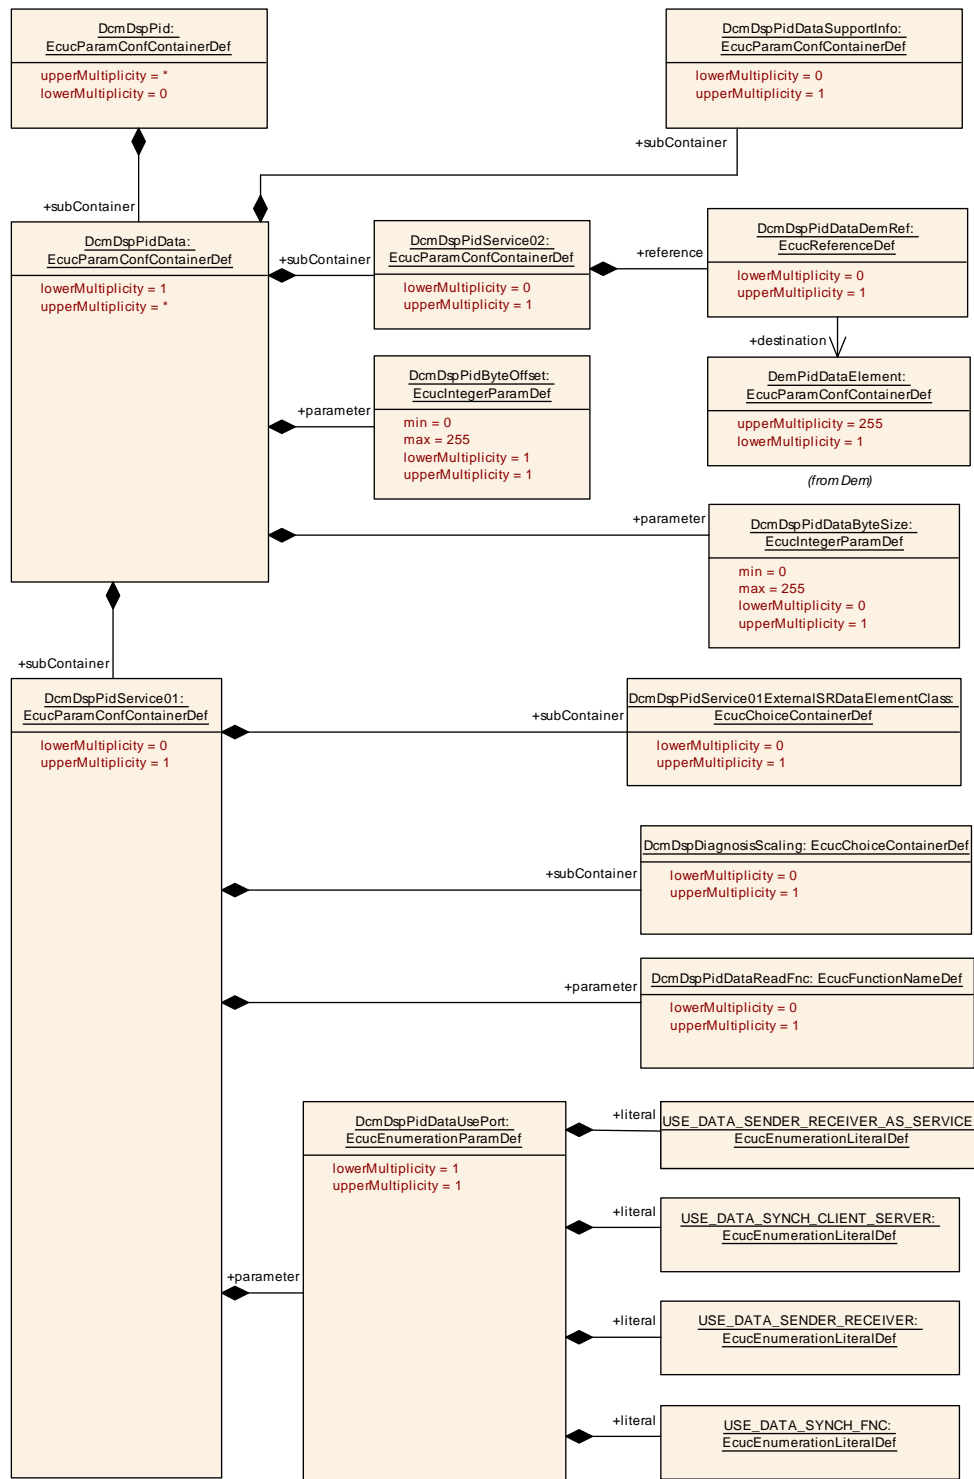 DcmDspPid:
EcucParamConfContainerDef
upperMultiplicity = *
lowerMultiplicity = 0
DcmDspPidDataSupportInfo:
EcucParamConfContainerDef
lowerMultiplicity = 0
upperMultiplicity = 1
+subContainer
+subContainer
DcmDspPidData:
EcucParamConfContainerDef
lowerMultiplicity = 1
upperMultiplicity = *
+subContainer
DcmDspPidService02:
EcucParamConfContainerDef
lowerMultiplicity = 0
upperMultiplicity = 1
+reference
DcmDspPidDataDemRef:
EcucReferenceDef
lowerMultiplicity = 0
upperMultiplicity = 1
+destination
DemPidDataElement:
EcucParamConfContainerDef
upperMultiplicity = 255
lowerMultiplicity = 1
(from Dem)
+parameter
DcmDspPidByteOffset:
EcucIntegerParamDef
min = 0
max = 255
lowerMultiplicity = 1
upperMultiplicity = 1
+parameter
DcmDspPidDataByteSize:
EcucIntegerParamDef
min = 0
max = 255
lowerMultiplicity = 0
upperMultiplicity = 1
+subContainer
DcmDspPidService01:
EcucParamConfContainerDef
lowerMultiplicity = 0
upperMultiplicity = 1
+subContainer
DcmDspPidService01ExternalSRDataElementClass:
EcucChoiceContainerDef
lowerMultiplicity = 0
upperMultiplicity = 1
+subContainer
DcmDspDiagnosisScaling: EcucChoiceContainerDef
lowerMultiplicity = 0
upperMultiplicity = 1
+parameter
DcmDspPidDataReadFnc: EcucFunctionNameDef
lowerMultiplicity = 0
upperMultiplicity = 1
+parameter
DcmDspPidDataUsePort:
EcucEnumerationParamDef
lowerMultiplicity = 1
upperMultiplicity = 1
+literal
USE_DATA_SENDER_RECEIVER_AS_SERVICE
EcucEnumerationLiteralDef
+literal
USE_DATA_SYNCH_CLIENT_SERVER:
EcucEnumerationLiteralDef
+literal
USE_DATA_SENDER_RECEIVER:
EcucEnumerationLiteralDef
+literal
USE_DATA_SYNCH_FNC:
EcucEnumerationLiteralDef